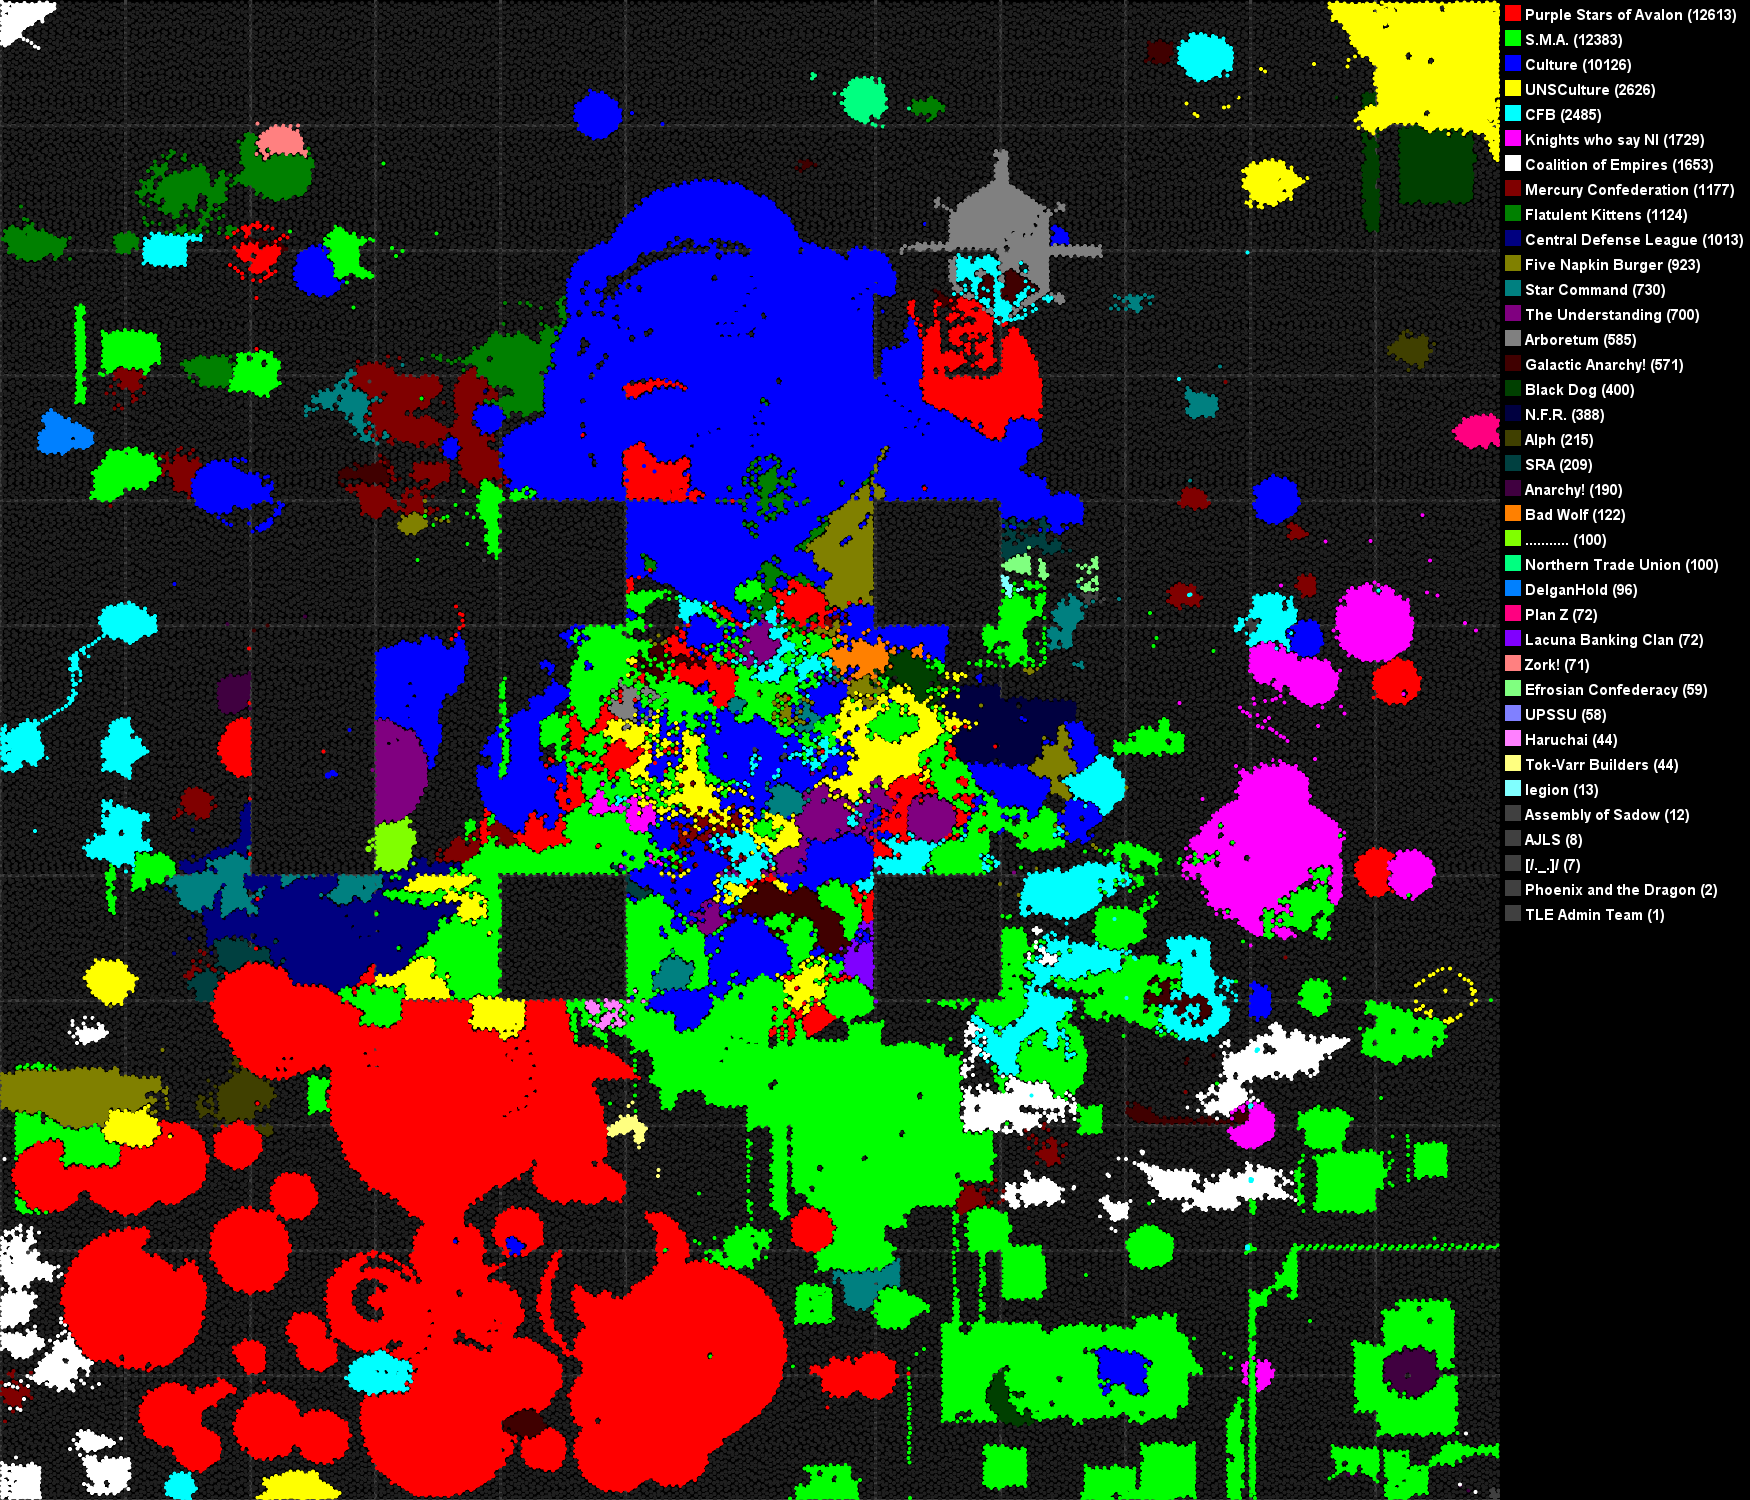 Purple Stars of Avalon (12613)
S.M.A. (12383)
Culture (10126)
UNSCulture (2626)
CFB (2485)
Knights who say NI (1729)
Coalition of Empires (1653)
Mercury Confederation (1177)
Flatulent Kittens (1124)
Central Defense League (1013)
Five Napkin Burger (923)
Star Command (730)
The Understanding (700)
Arboretum (585)
Galactic Anarchy! (571)
Black Dog (400)
N.F.R. (388)
Alph (215)
SRA (209)
Anarchy! (190)
Bad Wolf (122)
........... (100)
Northern Trade Union (100)
DelganHold (96)
Plan Z (72)
Lacuna Banking Clan (72)
Zork! (71)
Efrosian Confederacy (59)
UPSSU (58)
Haruchai (44)
Tok-Varr Builders (44)
legion (13)
Assembly of Sadow (12)
AJLS (8)
[/._.]/ (7)
Phoenix and the Dragon (2)
TLE Admin Team (1)